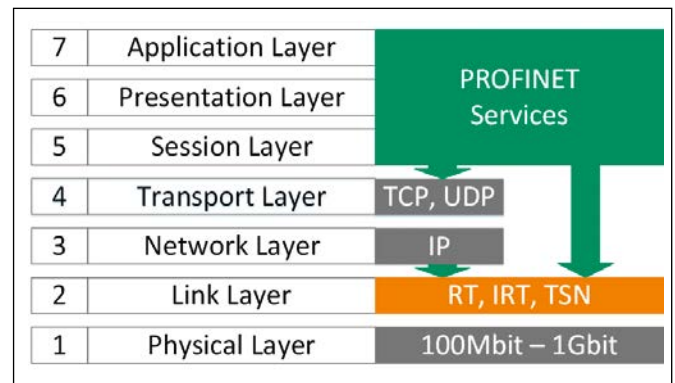 7 Application Layer
PROFINET
Services
6 Presentation Layer
5 Session Layer
4 Transport Layer TCP, UDP
3 Network Layer IP
2 Link Layer RT, IRT, TSN
1 Physical Layer 100Mbit – 1Gbit